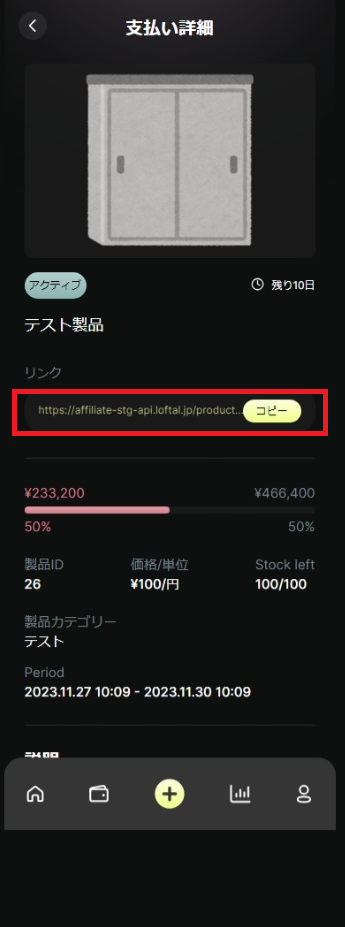 支払い詳細
アクティブ
残り10日
テスト製品
リンク
https://affiliate-stg-api.loftal.jp/product...
コピー
¥233,200 ¥466,400
50% 50%
製品ID 価格/単位 Stock left
26 ¥100/円 100/100
製品カテゴリー
テスト
Period
2023.11.27 10:09 - 2023.11.30 10:09
説明